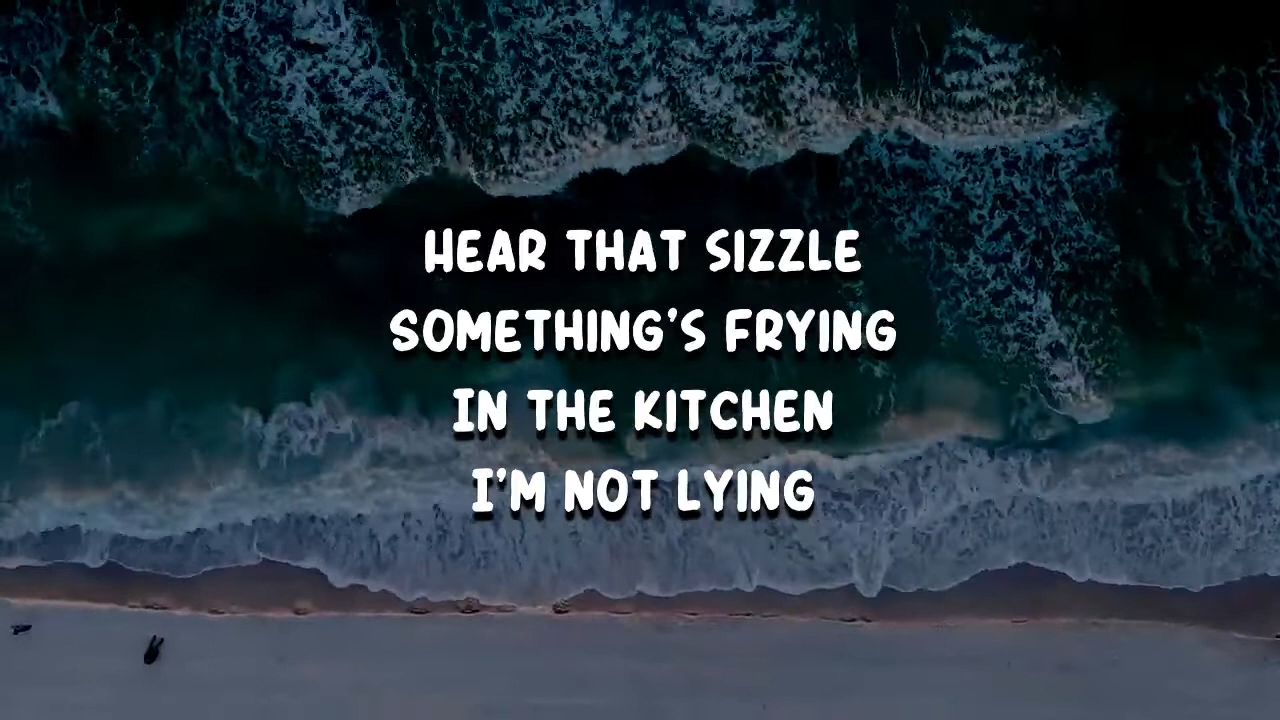 HEAR THAT SIZZLE
SOMETHING'S FRYING
IN THE KITCHEN
I'M NOT LYING